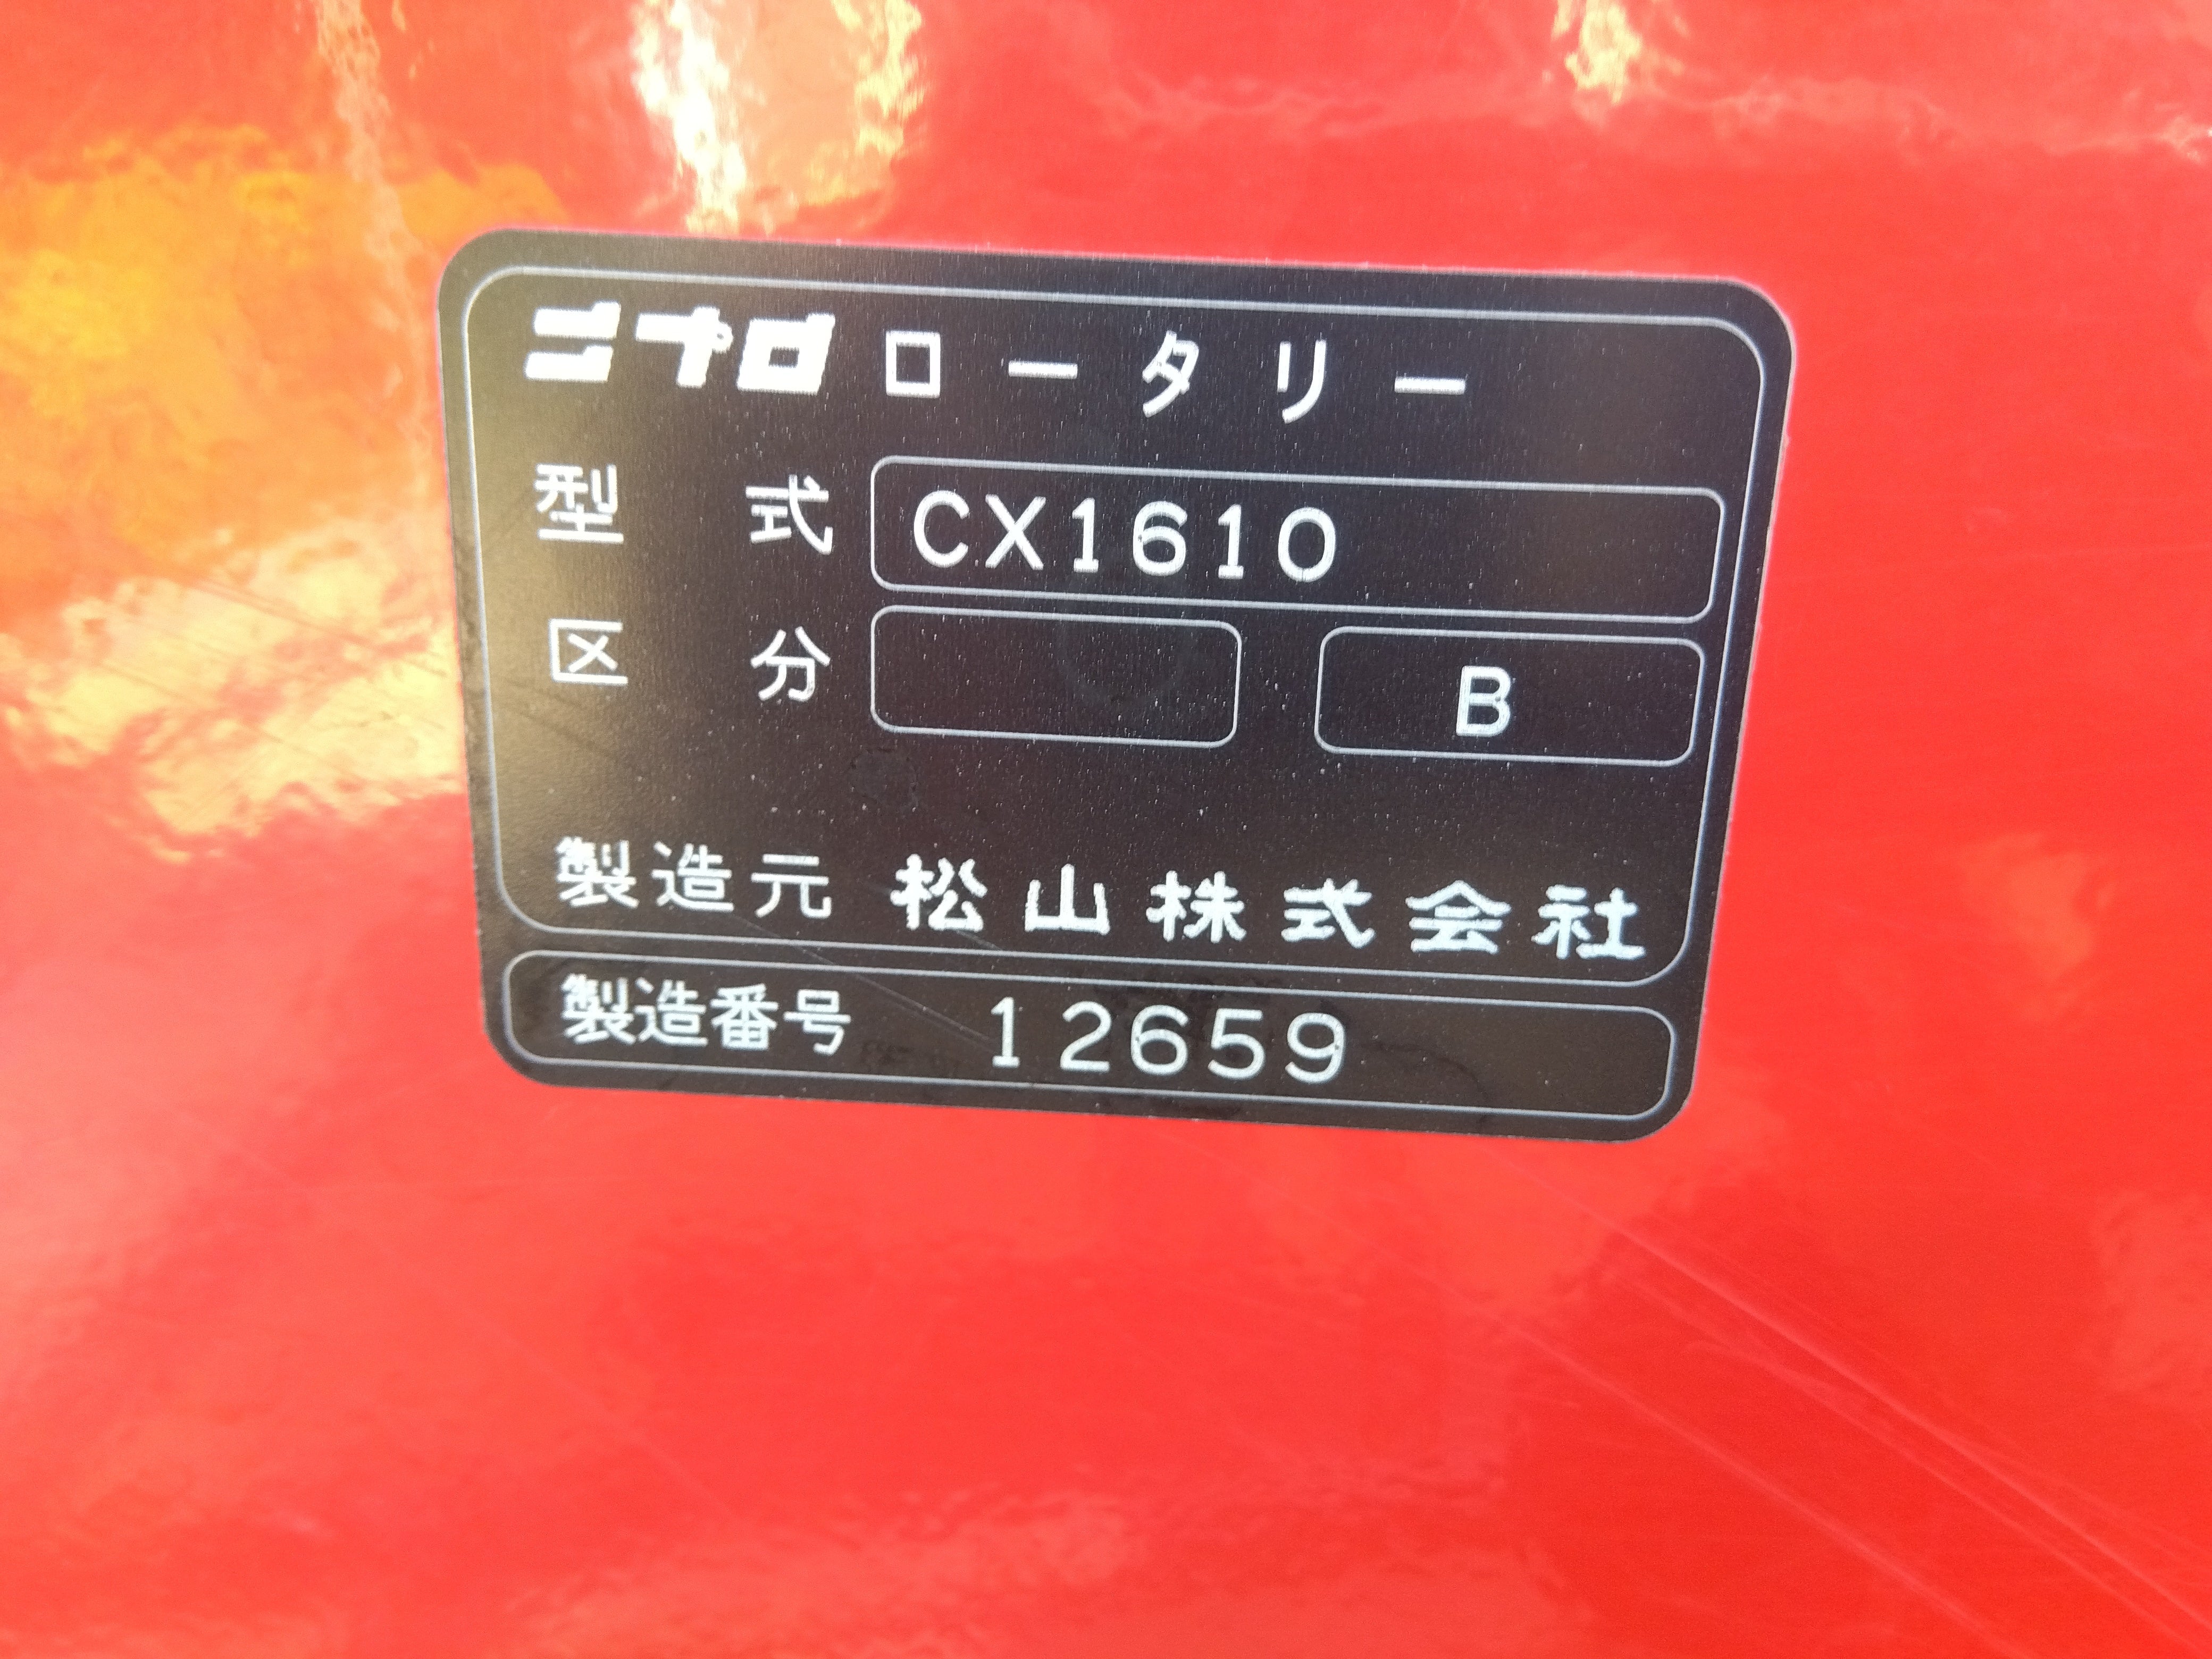 ニプロ ロータリー
型式 CX1610
区分 B
製造元 松山株式会社
製造番号 12659